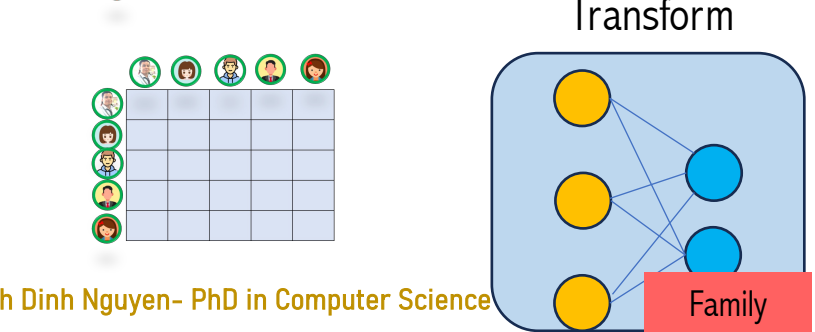 Transform
h Dinh Nguyen- PhD in Computer Science
Family